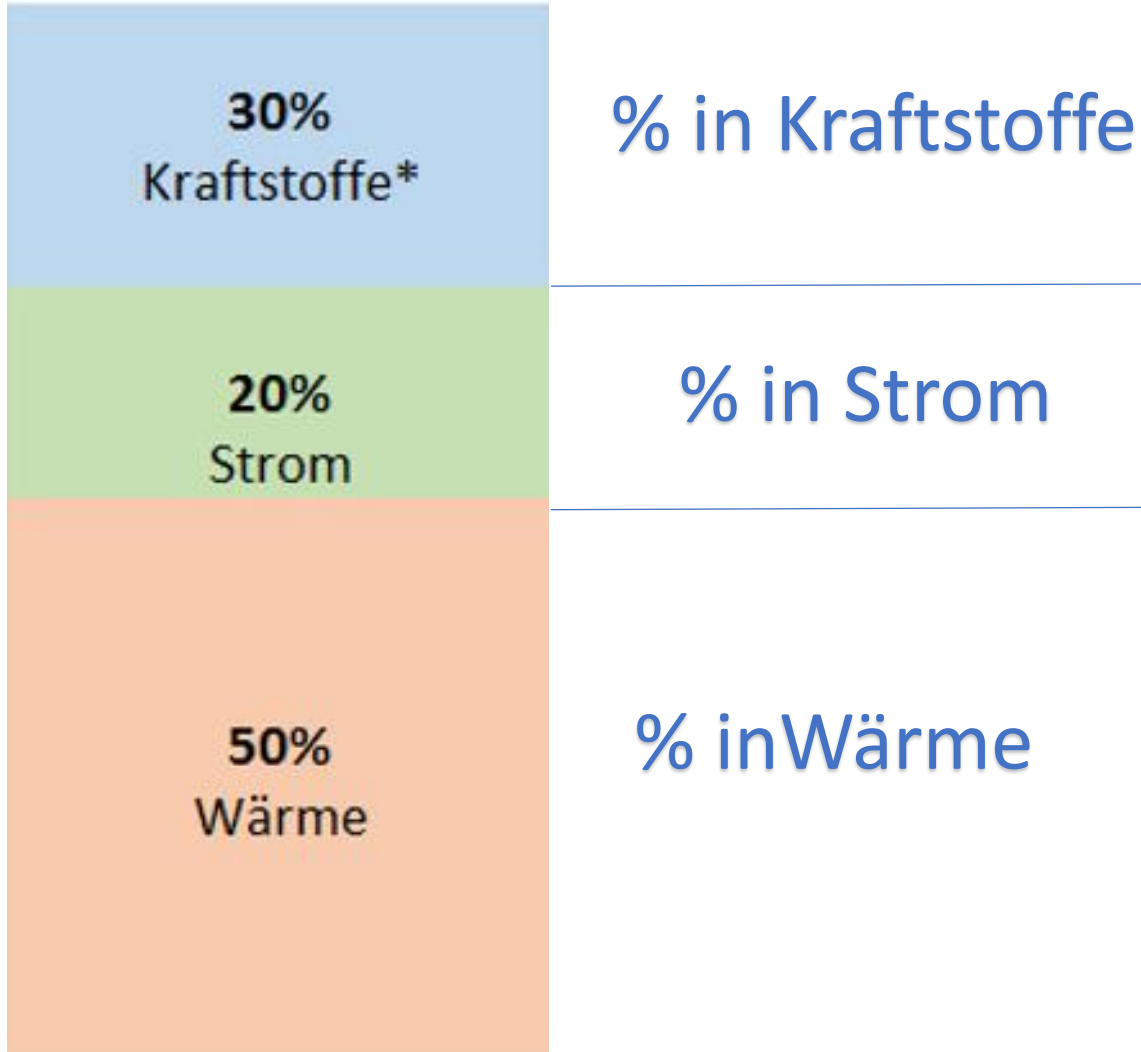 30%
Kraftstoffe*
% in Kraftstoffe
20%
Strom
% in Strom
50%
Wärme
% inWärme